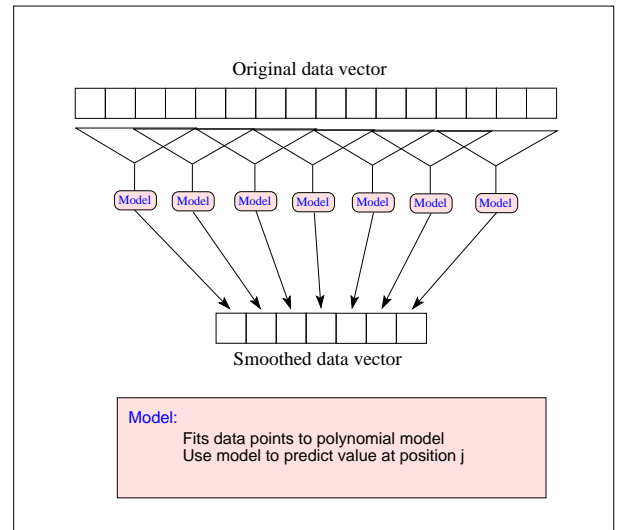 Original data vector
Model Model Model Model Model Model Model
Smoothed data vector
Model:
Fits data points to polynomial model
Use model to predict value at position j